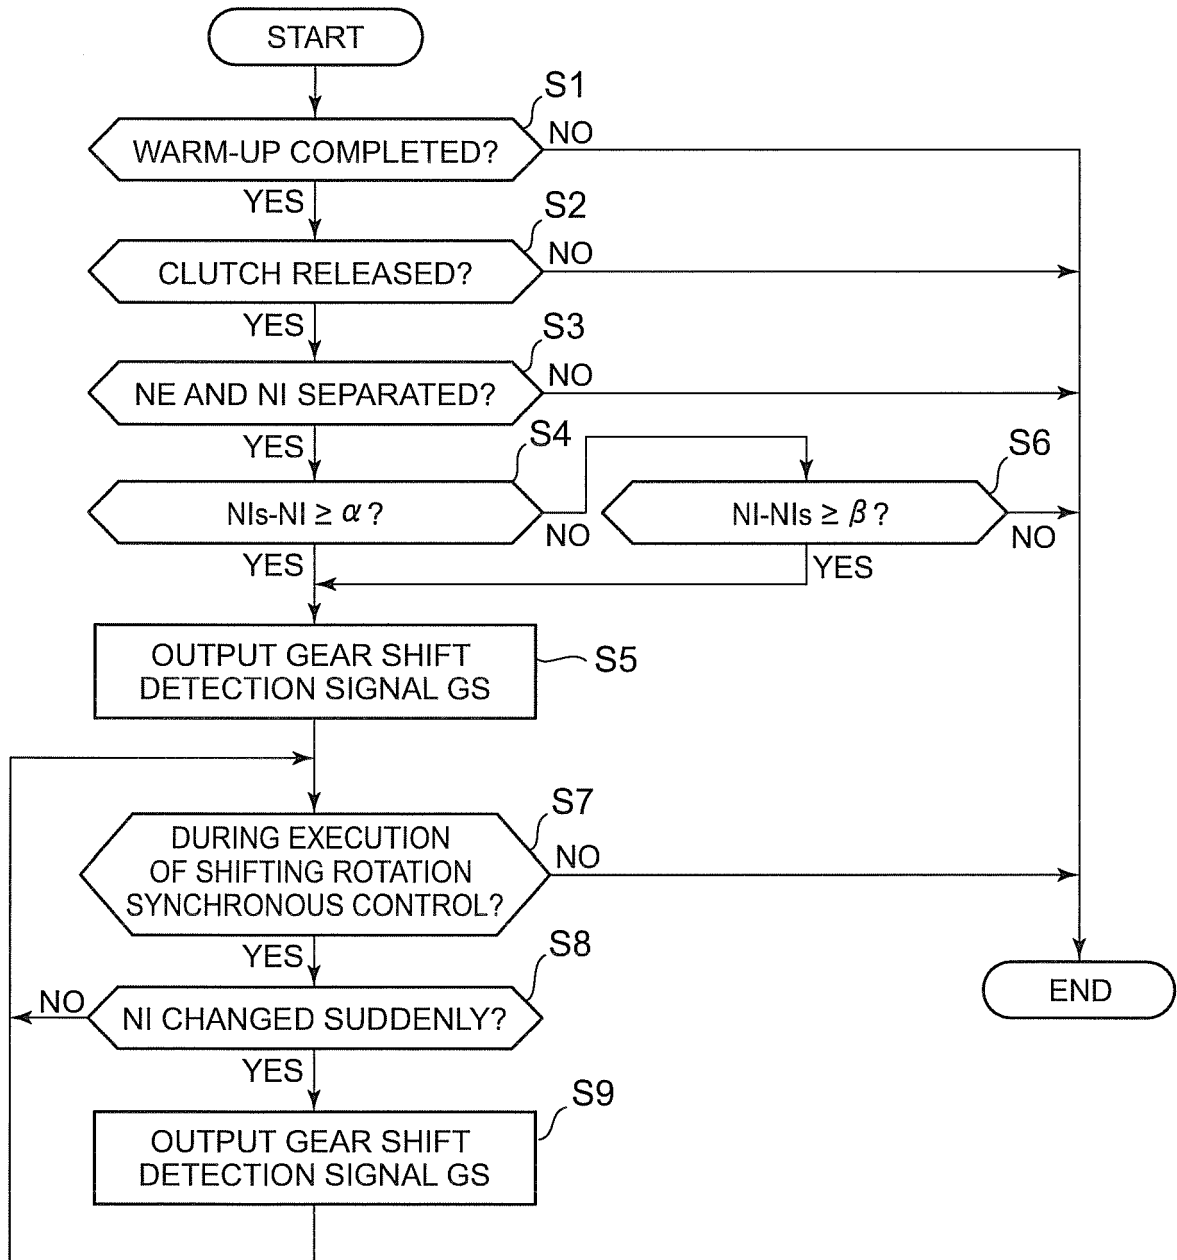 START
S1
WARM-UP COMPLETED?
NO
YES
S2
CLUTCH RELEASED?
NO
YES
S3
NE AND NI SEPARATED?
NO
YES
S4
NIs-NI ≥ α?
NO
YES
S6
NI-NIs ≥ β?
NO
YES
OUTPUT GEAR SHIFT
DETECTION SIGNAL GS
S5
S7
DURING EXECUTION
OF SHIFTING ROTATION
SYNCHRONOUS CONTROL?
NO
YES
S8
NI CHANGED SUDDENLY?
NO
YES
END
S9
OUTPUT GEAR SHIFT
DETECTION SIGNAL GS